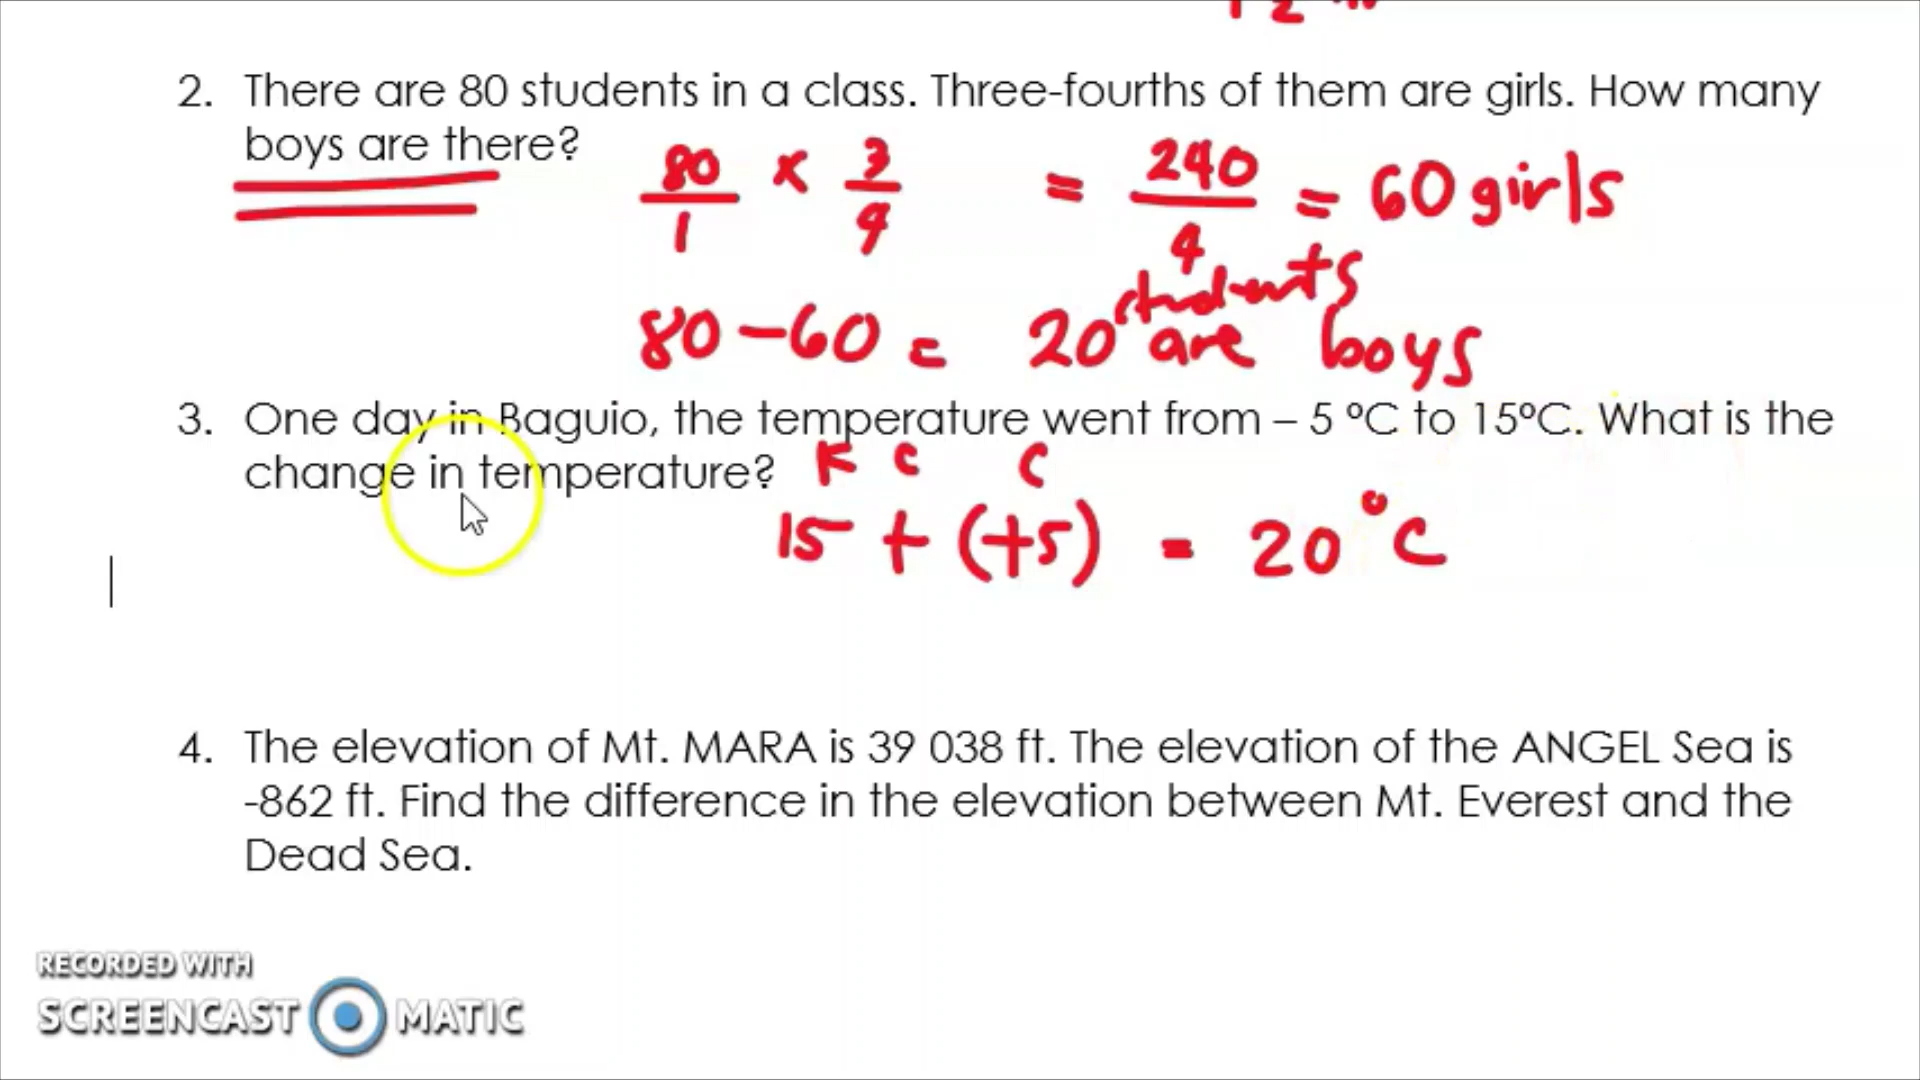 2. There are 80 students in a class. Three-fourths of them are girls. How many
boys are there?
80/1 x 3/4 = 240/4 = 60 girls
students
80 - 60 = 20 are boys
3. One day in Baguio, the temperature went from – 5 ºC to 15ºC. What is the
change in temperature?
K C C
15 + (+5) = 20°C
4. The elevation of Mt. MARA is 39 038 ft. The elevation of the ANGEL Sea is
-862 ft. Find the difference in the elevation between Mt. Everest and the
Dead Sea.
RECORDED WITH
SCREENCAST MATIC